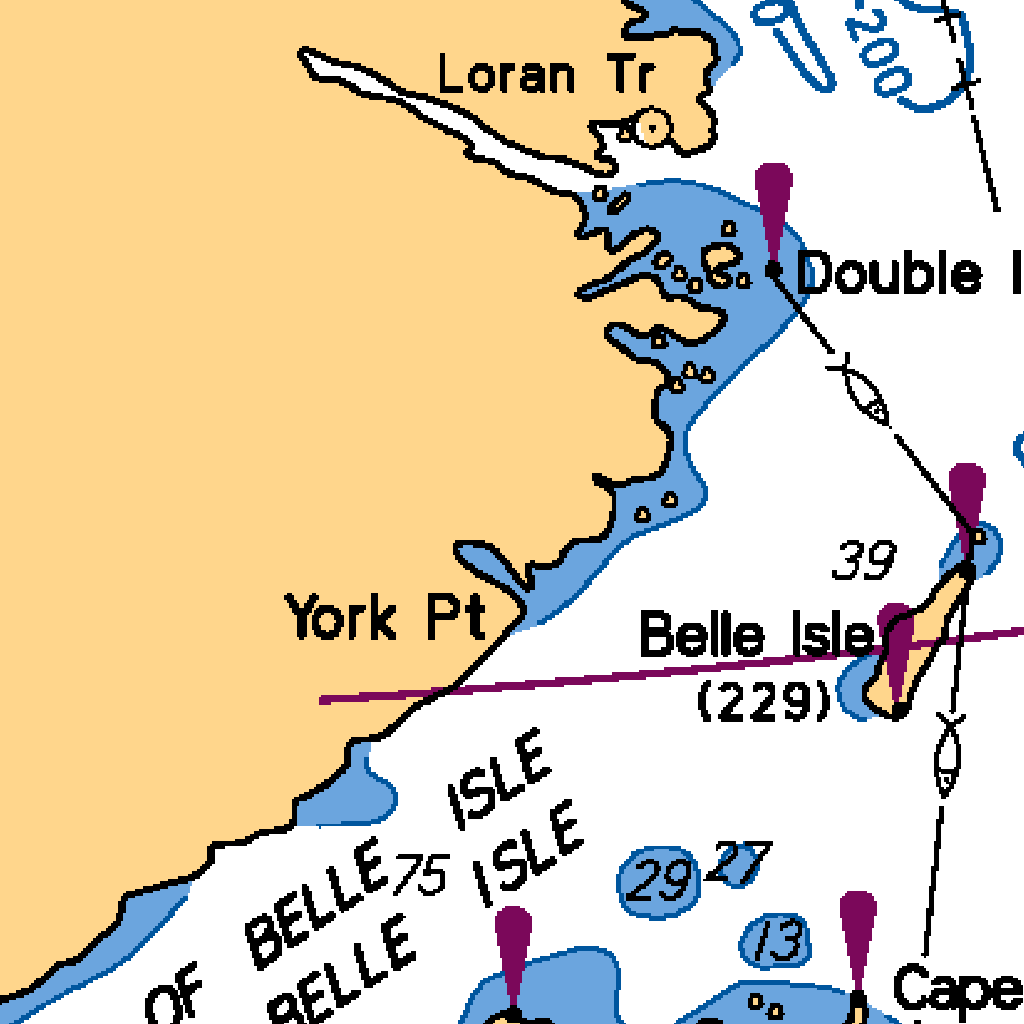 200
Loran Tr
Double I
39
York Pt
Belle Isle
(229)
ISLE
ISLE
BELLE
75
29
27
BELLE
13
OF
Cape